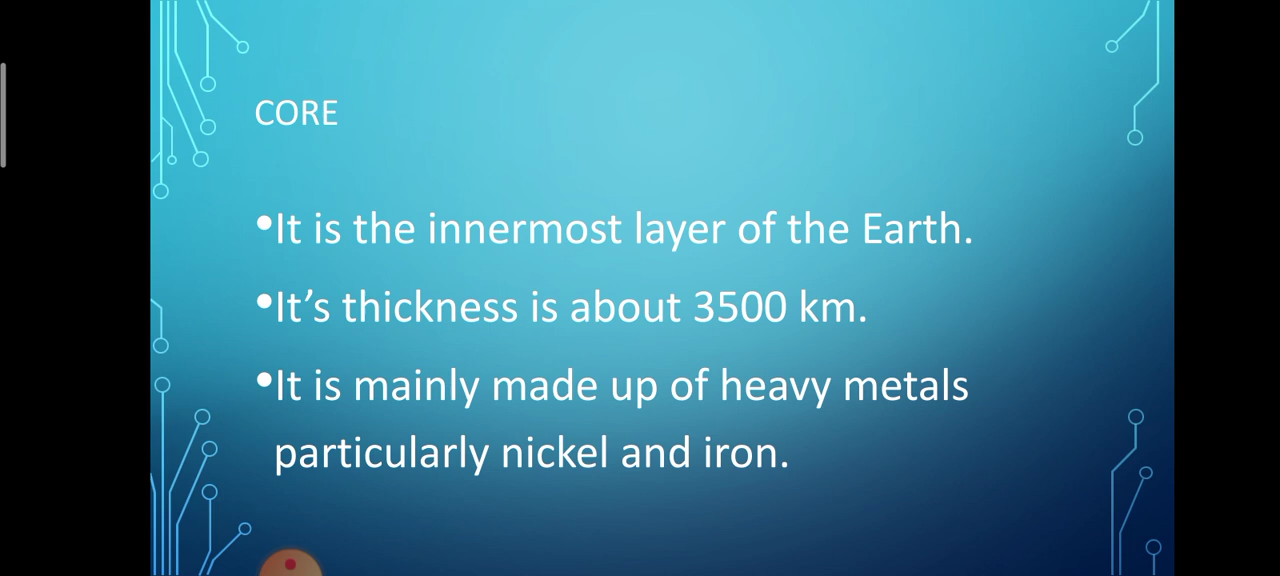 CORE
•It is the innermost layer of the Earth.
•It’s thickness is about 3500 km.
•It is mainly made up of heavy metals
particularly nickel and iron.